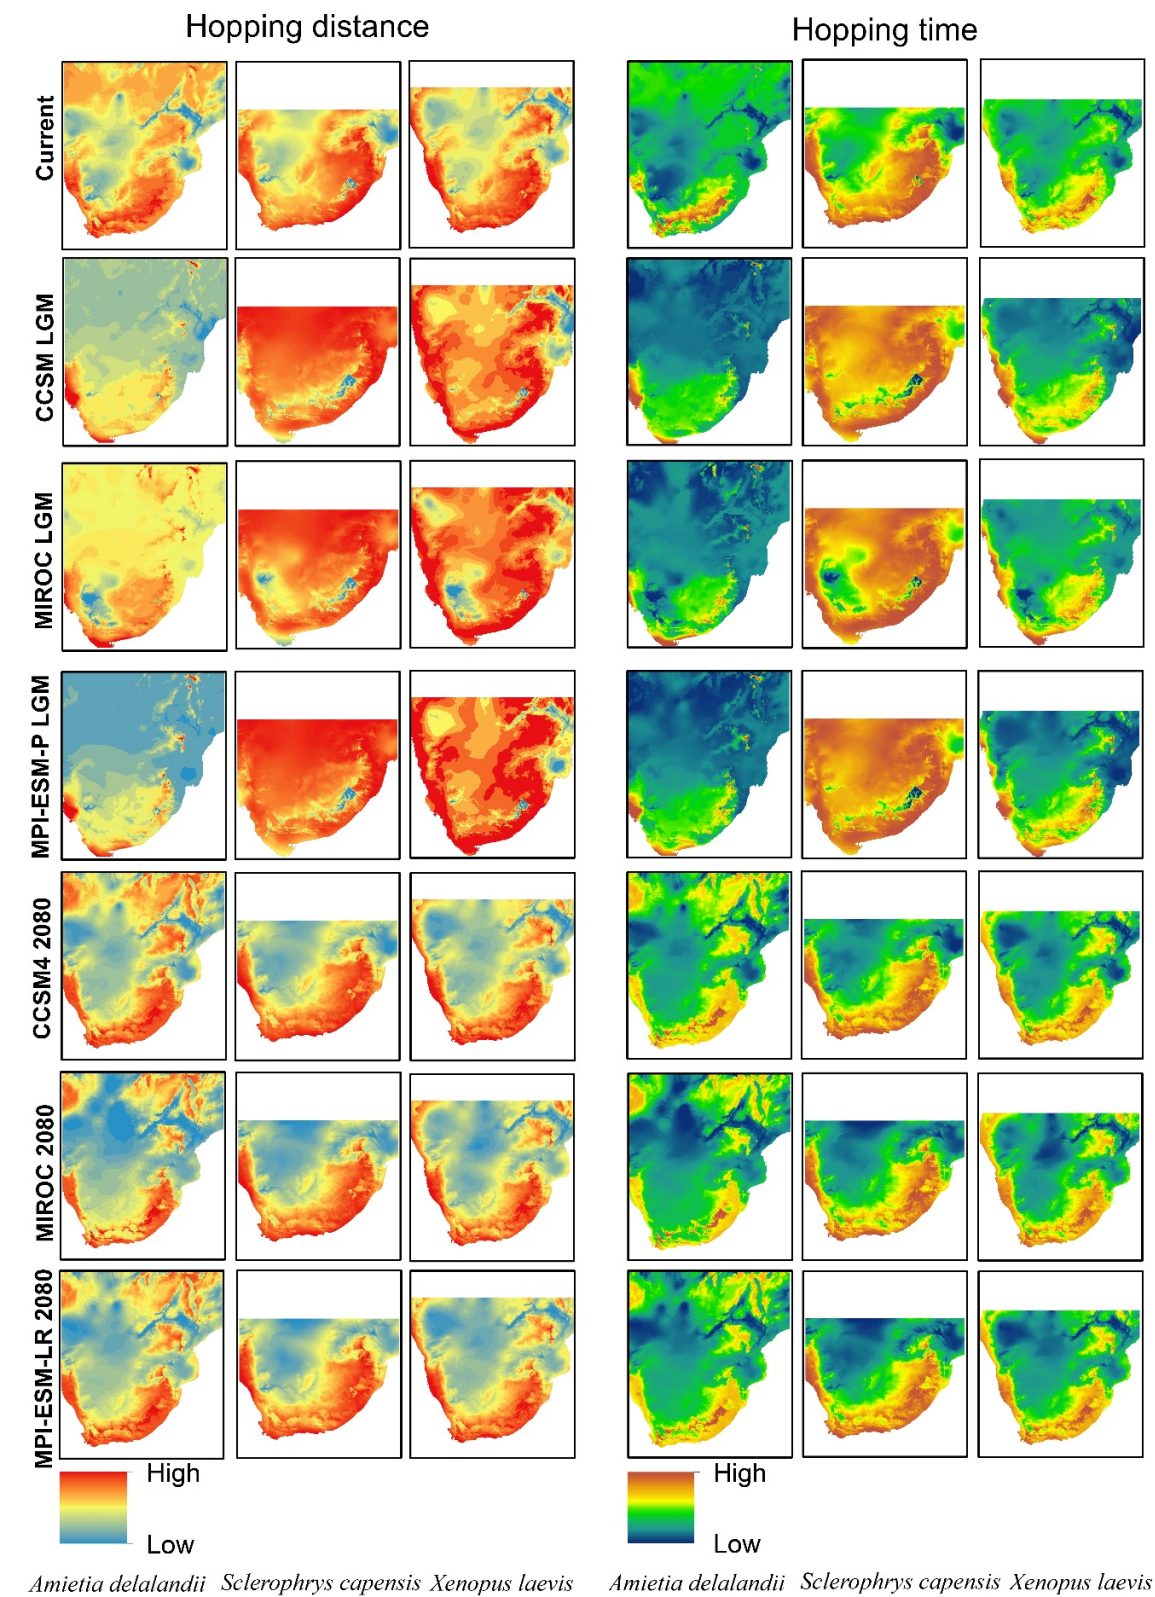 Hopping distance
Hopping time
Current
CCSM LGM
MIROC LGM
MPI-ESM-P LGM
CCSM4 2080
MIROC 2080
MPI-ESM-LR 2080
High
Low
High
Low
Amietia delalandii
Sclerophrys capensis
Xenopus laevis
Amietia delalandii
Sclerophrys capensis
Xenopus laevis